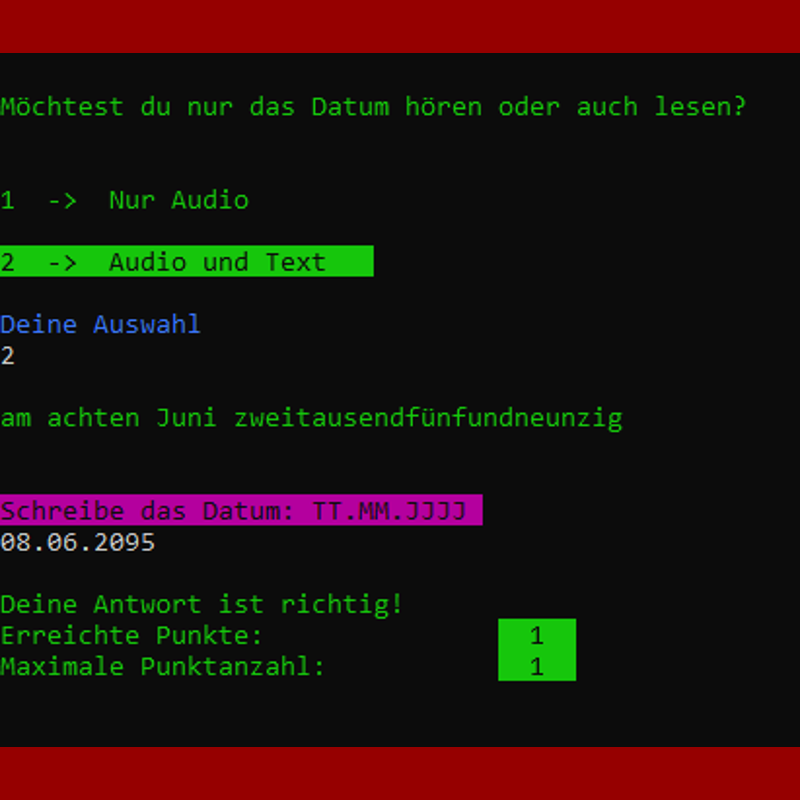 Möchtest du nur das Datum hören oder auch lesen?
1 -> Nur Audio
2 -> Audio und Text
Deine Auswahl
2
am achten Juni zweitausendfünfundneunzig
Schreibe das Datum: TT.MM.JJJJ
08.06.2095
Deine Antwort ist richtig!
Erreichte Punkte: 1
Maximale Punktanzahl: 1